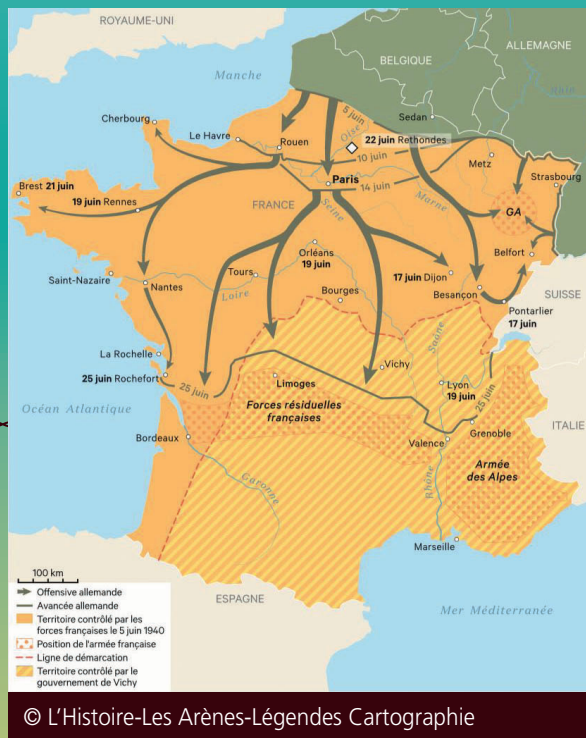 ROYAUME-UNI
ALLEMAGNE
BELGIQUE
Manche
Rhin
Cherbourg
5 juin
Oise
Sedan
Le Havre
Rouen
22 juin Rethondes
10 juin
Metz
Paris
14 juin
Strasbourg
Brest 21 juin
19 juin Rennes
FRANCE
Seine
Marne
GA
Orléans
19 juin
Belfort
Saint-Nazaire
Nantes
Tours
Loire
17 juin Dijon
Bourges
Besançon
SUISSE
Saône
Pontarlier
17 juin
La Rochelle
Vichy
25 juin Rochefort
25 juin
Limoges
Lyon
19 juin
25 juin
Océan Atlantique
Forces résiduelles
françaises
ITALIE
Bordeaux
Valence
Grenoble
Armée
des Alpes
Garonne
Rhône
Marseille
100 km
ESPAGNE
Mer Méditerranée
Offensive allemande
Avancée allemande
Territoire contrôlé par les
forces françaises le 5 juin 1940
Position de l'armée française
Ligne de démarcation
Territoire contrôlé par le
gouvernement de Vichy
© L'Histoire-Les Arènes-Légendes Cartographie